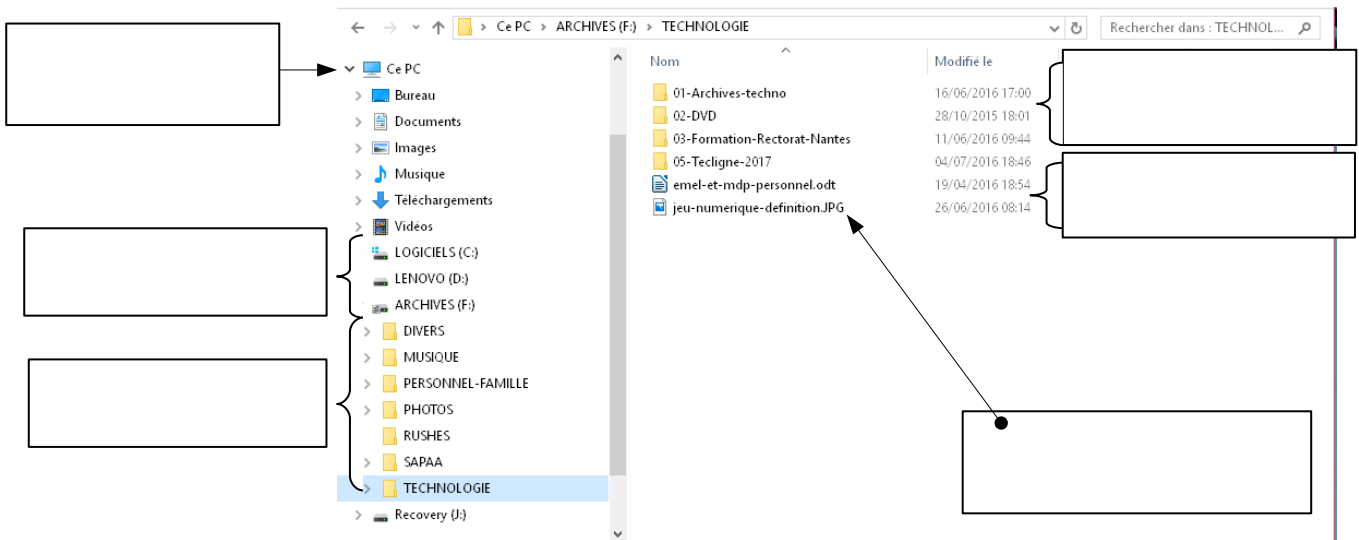 Ce PC > ARCHIVES (F:) > TECHNOLOGIE
Rechercher dans : TECHNOL...
Ce PC
Bureau
Documents
Images
Musique
Téléchargements
Vidéos
LOGICIELS (C:)
LENOVO (D:)
ARCHIVES (F:)
DIVERS
MUSIQUE
PERSONNEL-FAMILLE
PHOTOS
RUSHES
SAPAA
TECHNOLOGIE
Recovery (J:)
Nom Modifié le
01-Archives-techno 16/06/2016 17:00
02-DVD 28/10/2015 18:01
03-Formation-Rectorat-Nantes 11/06/2016 09:44
05-Tecligne-2017 04/07/2016 18:46
emel-et-mdp-personnel.odt 19/04/2016 18:54
jeu-numerique-definition.JPG 26/06/2016 08:14